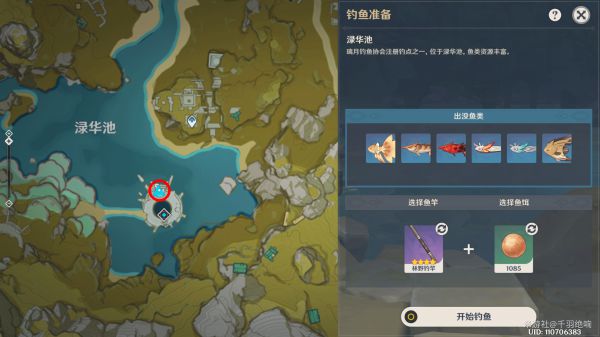 钓鱼准备
?
渌华池
璃月钓鱼协会注册钓点之一，位于渌华池，鱼类资源丰富。
渌华池
出没鱼类
选择鱼竿
选择鱼饵
林野钓竿
1085
开始钓鱼
米游社@千羽绝响
UID: 110706383